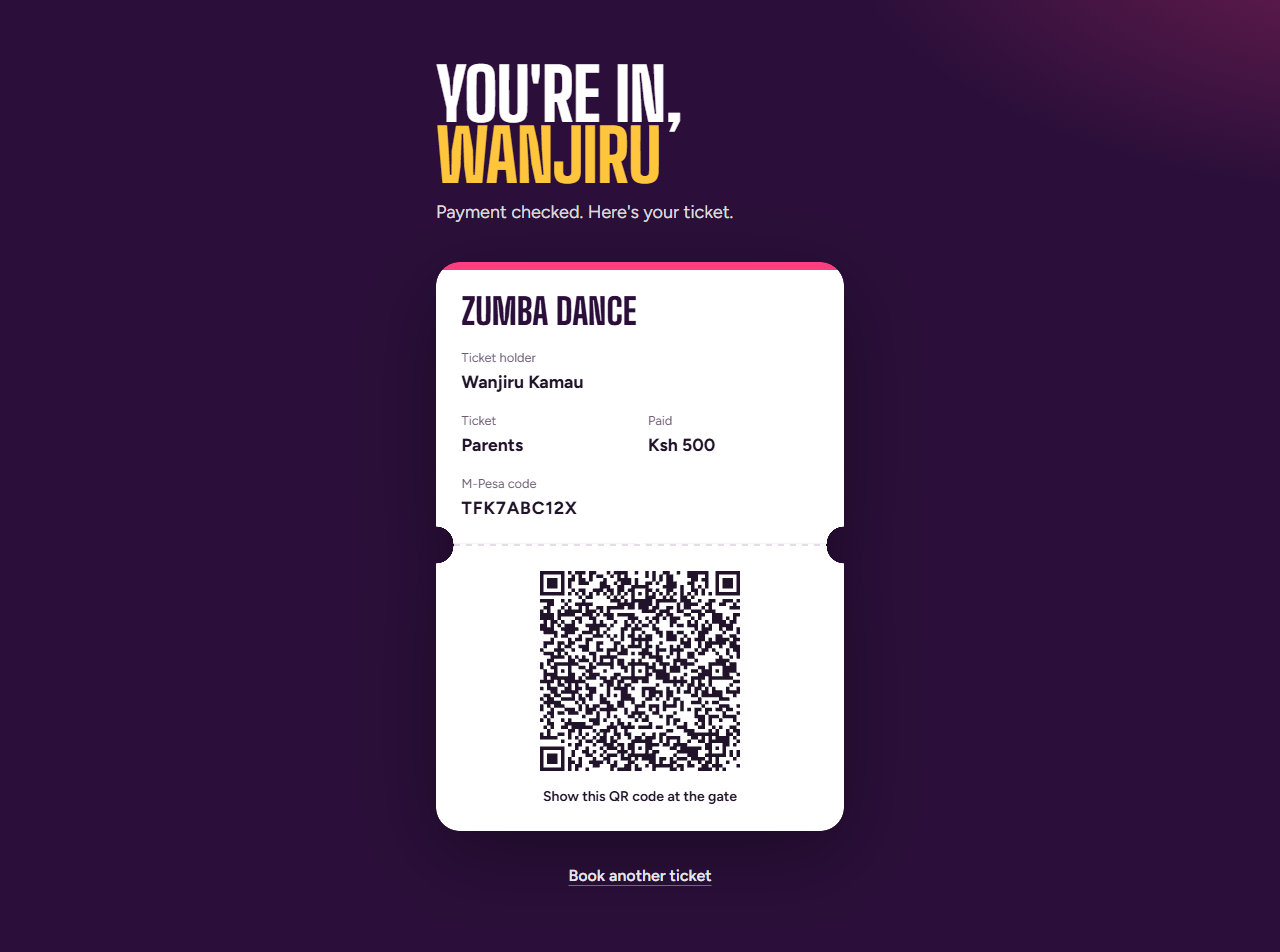 YOU'RE IN,
WANJIRU
Payment checked. Here's your ticket.
ZUMBA DANCE
Ticket holder
Wanjiru Kamau
Ticket
Parents
Paid
Ksh 500
M-Pesa code
TFK7ABC12X
Show this QR code at the gate
Book another ticket